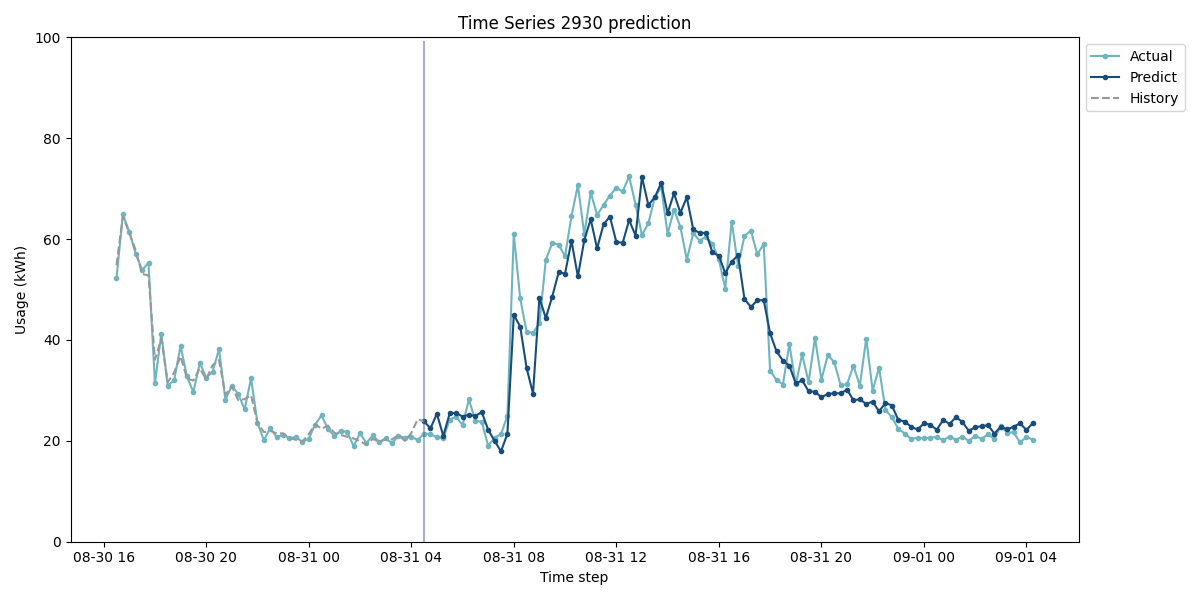 Time Series 2930 prediction
100
80
60
40
20
0
Usage (kWh)
08-30 16
08-30 20
08-31 00
08-31 04
08-31 08
08-31 12
08-31 16
08-31 20
09-01 00
09-01 04
Time step
Actual
Predict
History